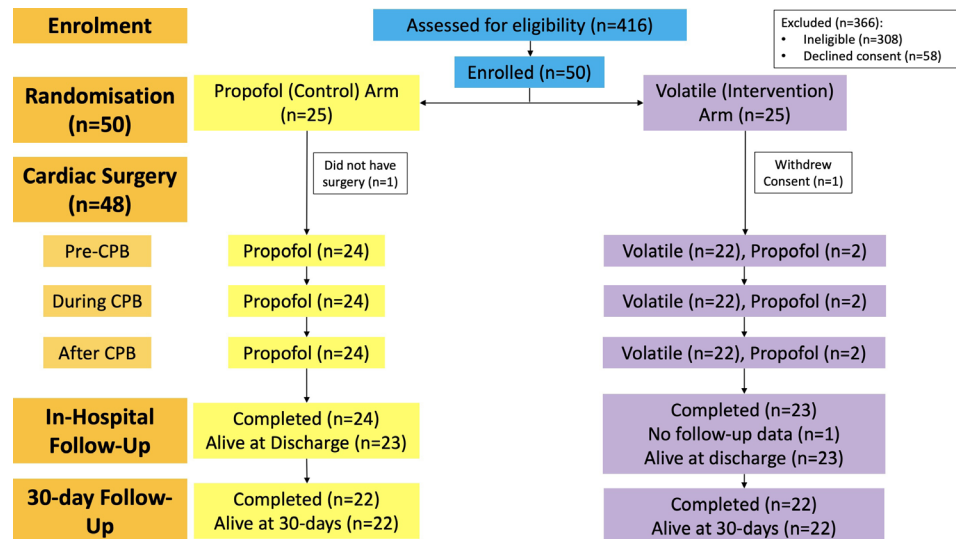 Enrolment
Assessed for eligibility (n=416)
Excluded (n=366):
• Ineligible (n=308)
• Declined consent (n=58)
Enrolled (n=50)
Randomisation
(n=50)
Propofol (Control) Arm
(n=25)
Volatile (Intervention)
Arm (n=25)
Cardiac Surgery
(n=48)
Did not have
surgery (n=1)
Withdrew
Consent (n=1)
Pre-CPB
Propofol (n=24)
Volatile (n=22), Propofol (n=2)
During CPB
Propofol (n=24)
Volatile (n=22), Propofol (n=2)
After CPB
Propofol (n=24)
Volatile (n=22), Propofol (n=2)
In-Hospital
Follow-Up
Completed (n=24)
Alive at Discharge (n=23)
Completed (n=23)
No follow-up data (n=1)
Alive at discharge (n=23)
30-day Follow-
Up
Completed (n=22)
Alive at 30-days (n=22)
Completed (n=22)
Alive at 30-days (n=22)